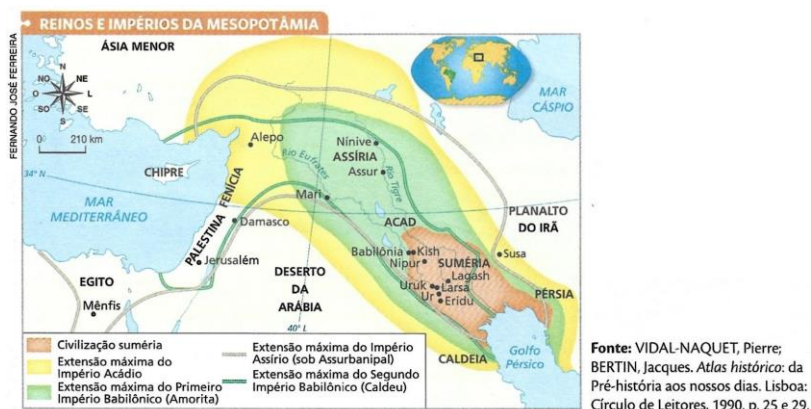 REINOS E IMPÉRIOS DA MESOPOTÂMIA
FERNANDO JOSÉ FERREIRA
ÁSIA MENOR
N
NO
NE
O
L
SO
SE
S
0
210 km
MAR
CÁSPIO
Alepo
Nínive
ASSÍRIA
Assur
Rio Eufrates
Rio Tigre
CHIPRE
34° N
MAR
MEDITERRÂNEO
FENÍCIA
PALESTINA
Mari
Damasco
ACAD
PLANALTO
DO IRÃ
Jerusalém
Babilônia
Kish
Susa
Nipur
SUMÉRIA
Lagash
EGITO
DESERTO
DA
ARÁBIA
Uruk
Larsa
Ur
Eridu
PÉRSIA
Mênfis
40° L
CALDEIA
Golfo
Pérsico
Civilização suméria
Extensão máxima do
Império Acádio
Extensão máxima do Primeiro
Império Babilônico (Amorita)
Extensão máxima do Império
Assírio (sob Assurbanipal)
Extensão máxima do Segundo
Império Babilônico (Caldeu)
Fonte: VIDAL-NAQUET, Pierre;
BERTIN, Jacques. Atlas histórico: da
Pré-história aos nossos dias. Lisboa:
Círculo de Leitores, 1990. p. 25 e 29.